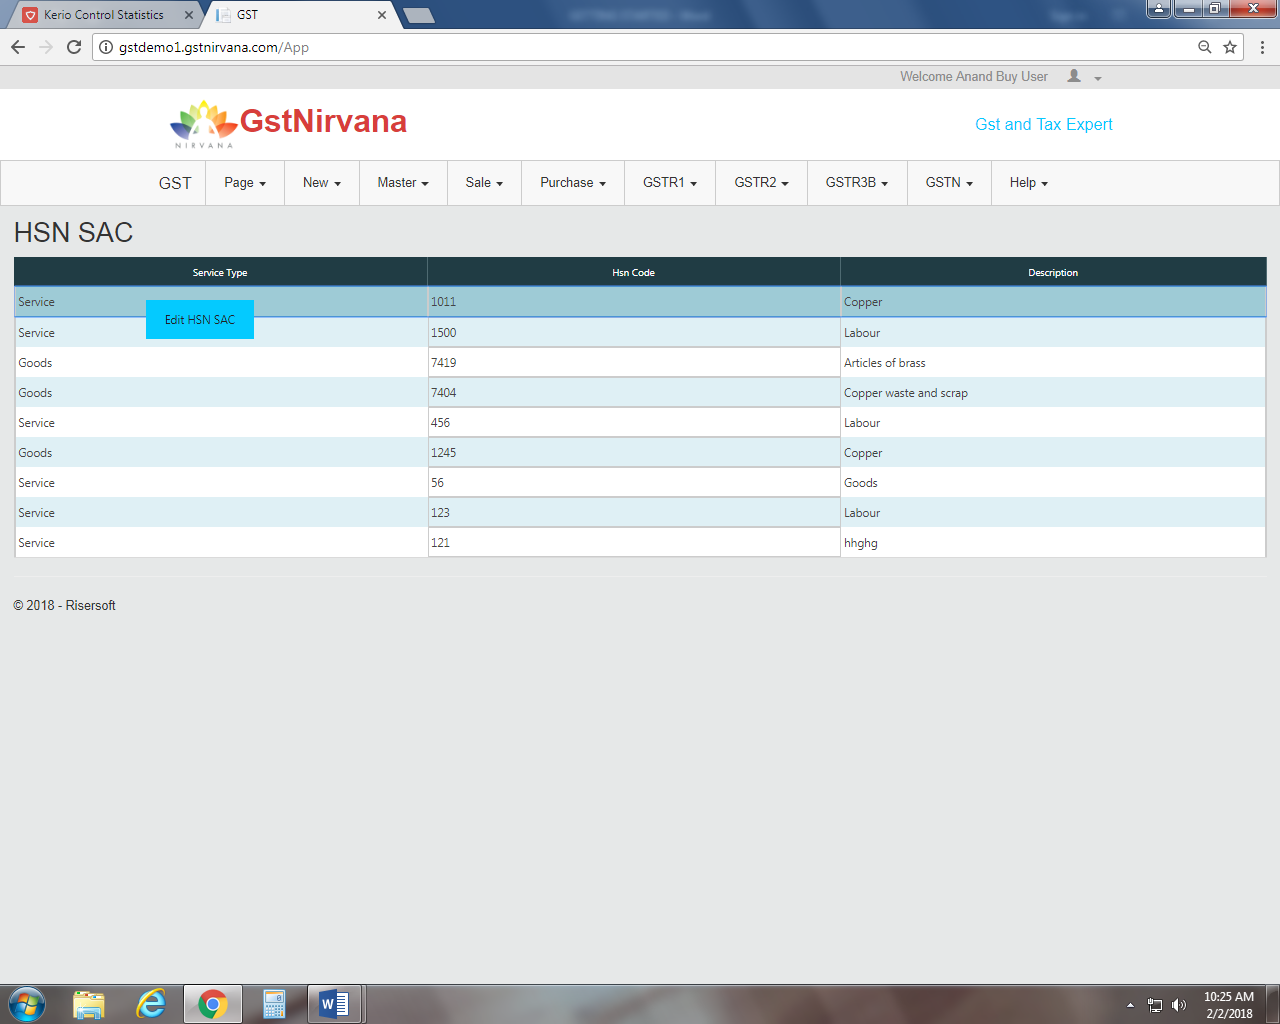 Kerio Control Statistics
GST
gstdemo1.gstnirvana.com/App
Welcome Anand Buy User
NIRVANA
GstNirvana
Gst and Tax Expert
GST Page New Master Sale Purchase GSTR1 GSTR2 GSTR3B GSTN Help
HSN SAC
Service Type Hsn Code Description
Service 1011 Copper
Edit HSN SAC
Service 1500 Labour
Goods 7419 Articles of brass
Goods 7404 Copper waste and scrap
Service 456 Labour
Goods 1245 Copper
Service 56 Goods
Service 123 Labour
Service 121 hhghg
© 2018 - Risersoft
10:25 AM
2/2/2018